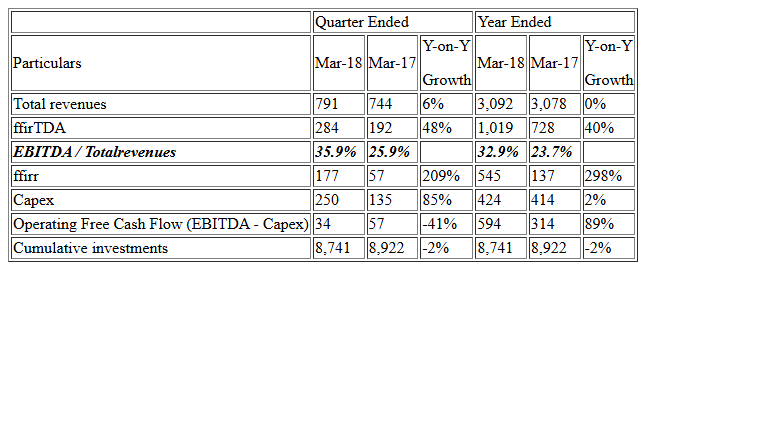 Quarter Ended Year Ended
Particulars Mar-18 Mar-17 Y-on-Y Growth Mar-18 Mar-17 Y-on-Y Growth
Total revenues 791 744 6% 3,092 3,078 0%
ffirTDA 284 192 48% 1,019 728 40%
EBITDA / Totalrevenues 35.9% 25.9% 32.9% 23.7%
ffirr 177 57 209% 545 137 298%
Capex 250 135 85% 424 414 2%
Operating Free Cash Flow (EBITDA - Capex) 34 57 -41% 594 314 89%
Cumulative investments 8,741 8,922 -2% 8,741 8,922 -2%